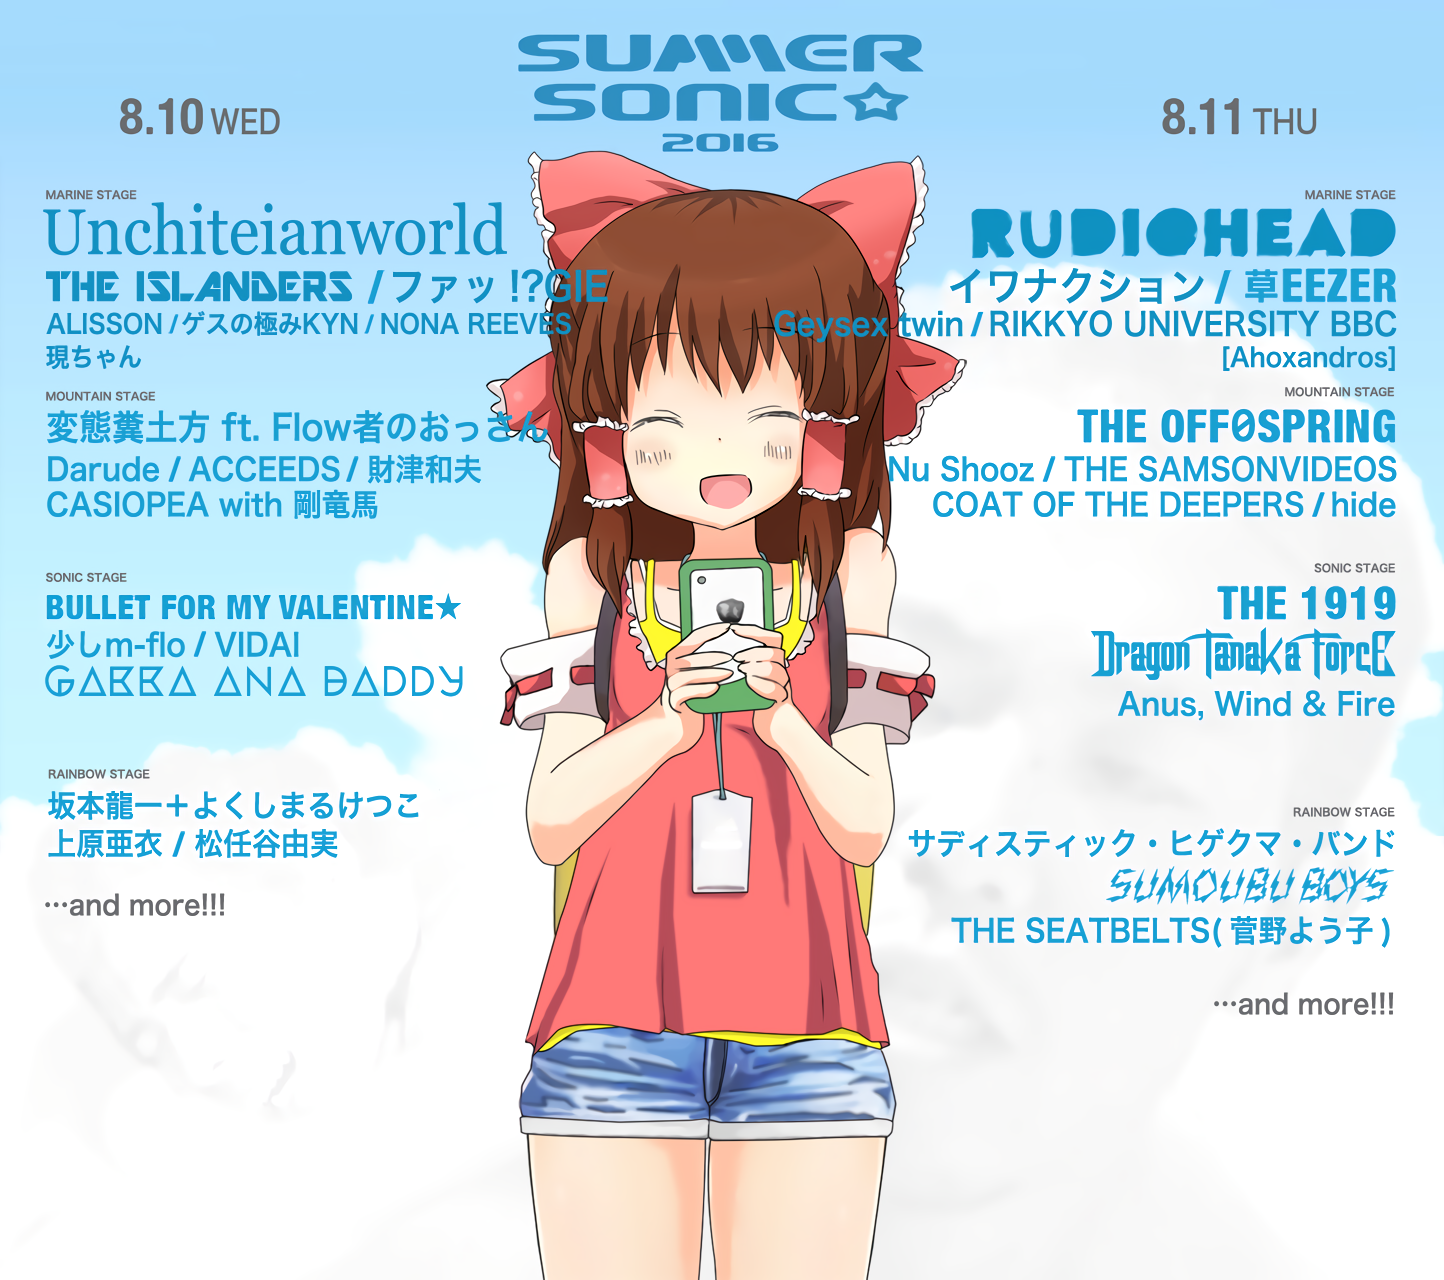 SUMMER
SONIC☆
2016
8.10 WED
MARINE STAGE
Unchiteianworld
THE ISLANDERS / ファッ!?GIE
ALISSON / ゲスの極みKYN / NONA REEVES
現ちゃん
MOUNTAIN STAGE
変態糞土方 ft. Flow者のおっさん
Darude / ACCEEDS / 財津和夫
CASIOPEA with 剛竜馬
SONIC STAGE
BULLET FOR MY VALENTINE★
少しm-flo / VIDAI
GABBA ANA DADDY
RAINBOW STAGE
坂本龍一＋よくしまるけつこ
上原亜衣 / 松任谷由実
…and more!!!
8.11 THU
MARINE STAGE
RUDIOHEAD
イワナクション / 草EEZER
Geysex twin / RIKKYO UNIVERSITY BBC
[Ahoxandros]
MOUNTAIN STAGE
THE OFF0SPRING
Nu Shooz / THE SAMSONVIDEOS
COAT OF THE DEEPERS / hide
SONIC STAGE
THE 1919
Dragon Tanaka ForcE
Anus, Wind & Fire
RAINBOW STAGE
サディスティック・ヒゲクマ・バンド
SUMOUBU BOYS
THE SEATBELTS( 菅野よう子 )
…and more!!!